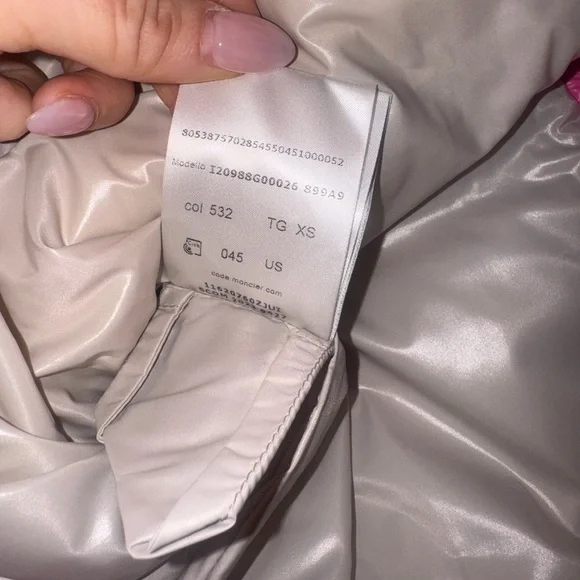 8053875702854550451000052
Modello I20988G00026 899A9
col 532 TG XS
045 US
code.moncler.com